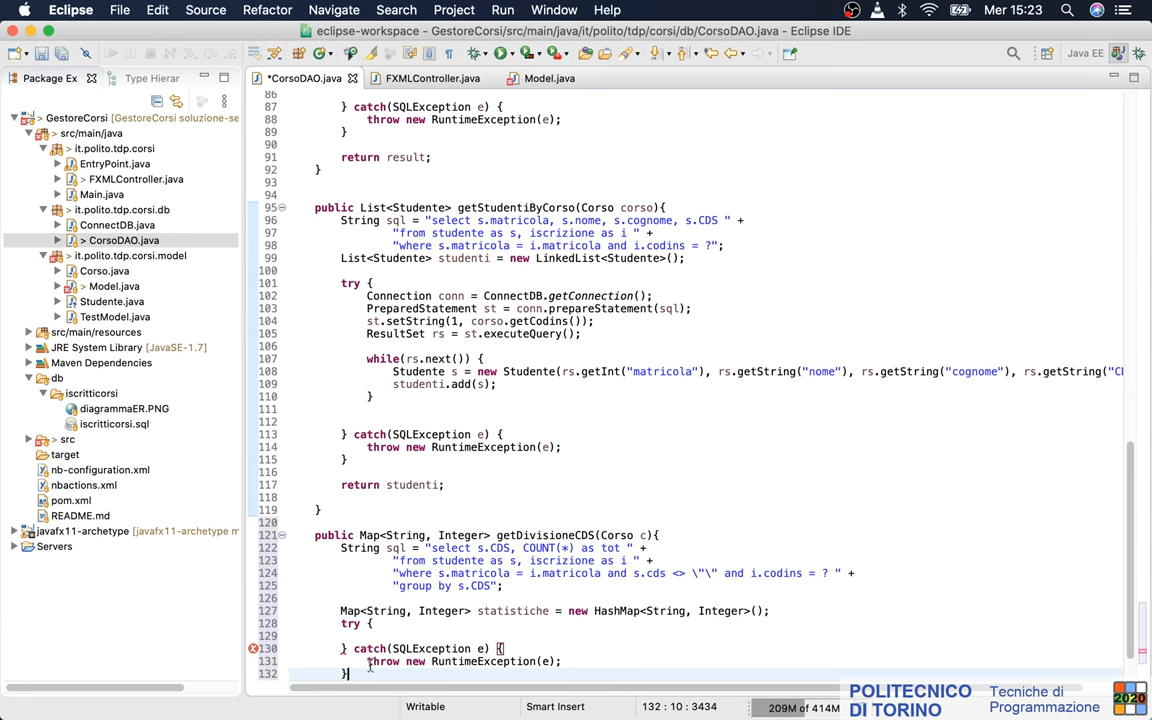 Eclipse File Edit Source Refactor Navigate Search Project Run Window Help Mer 15:23
eclipse-workspace - GestoreCorsi/src/main/java/it/polito/tdp/corsi/db/CorsoDAO.java - Eclipse IDE
Java EE
Package Ex Type Hierar *CorsoDAO.java FXMLController.java Model.java
> GestoreCorsi [GestoreCorsi soluzione-se
src/main/java
> it.polito.tdp.corsi
EntryPoint.java
> FXMLController.java
Main.java
it.polito.tdp.corsi.db
ConnectDB.java
> CorsoDAO.java
> it.polito.tdp.corsi.model
Corso.java
> Model.java
Studente.java
TestModel.java
src/main/resources
JRE System Library [JavaSE-1.7]
Maven Dependencies
db
iscritticorsi
diagrammaER.PNG
iscritticorsi.sql
> src
target
nb-configuration.xml
nbactions.xml
pom.xml
README.md
javafx11-archetype (javafx11-archetype m
Servers
86
87 } catch(SQLException e) {
88 throw new RuntimeException(e);
89 }
90
91 return result;
92 }
93
94
95 public List<Studente> getStudentiByCorso(Corso corso){
96 String sql = "select s.matricola, s.nome, s.cognome, s.CDS " +
97 "from studente as s, iscrizione as i " +
98 "where s.matricola = i.matricola and i.codins = ?";
99 List<Studente> studenti = new LinkedList<Studente>();
100
101 try {
102 Connection conn = ConnectDB.getConnection();
103 PreparedStatement st = conn.prepareStatement(sql);
104 st.setString(1, corso.getCodins());
105 ResultSet rs = st.executeQuery();
106
107 while(rs.next()) {
108 Studente s = new Studente(rs.getInt("matricola"), rs.getString("nome"), rs.getString("cognome"), rs.getString("CD
109 studenti.add(s);
110 }
111
112
113 } catch(SQLException e) {
114 throw new RuntimeException(e);
115 }
116
117 return studenti;
118
119 }
120
121 public Map<String, Integer> getDivisioneCDS(Corso c){
122 String sql = "select s.CDS, COUNT(*) as tot " +
123 "from studente as s, iscrizione as i " +
124 "where s.matricola = i.matricola and s.cds <> \"\" and i.codins = ? " +
125 "group by s.CDS";
126
127 Map<String, Integer> statistiche = new HashMap<String, Integer>();
128 try {
129
130 } catch(SQLException e) {
131 throw new RuntimeException(e);
132 }
Writable Smart Insert 132 : 10 : 3434 209M of 414M
POLITECNICO
DI TORINO
Tecniche di
Programmazione
2020